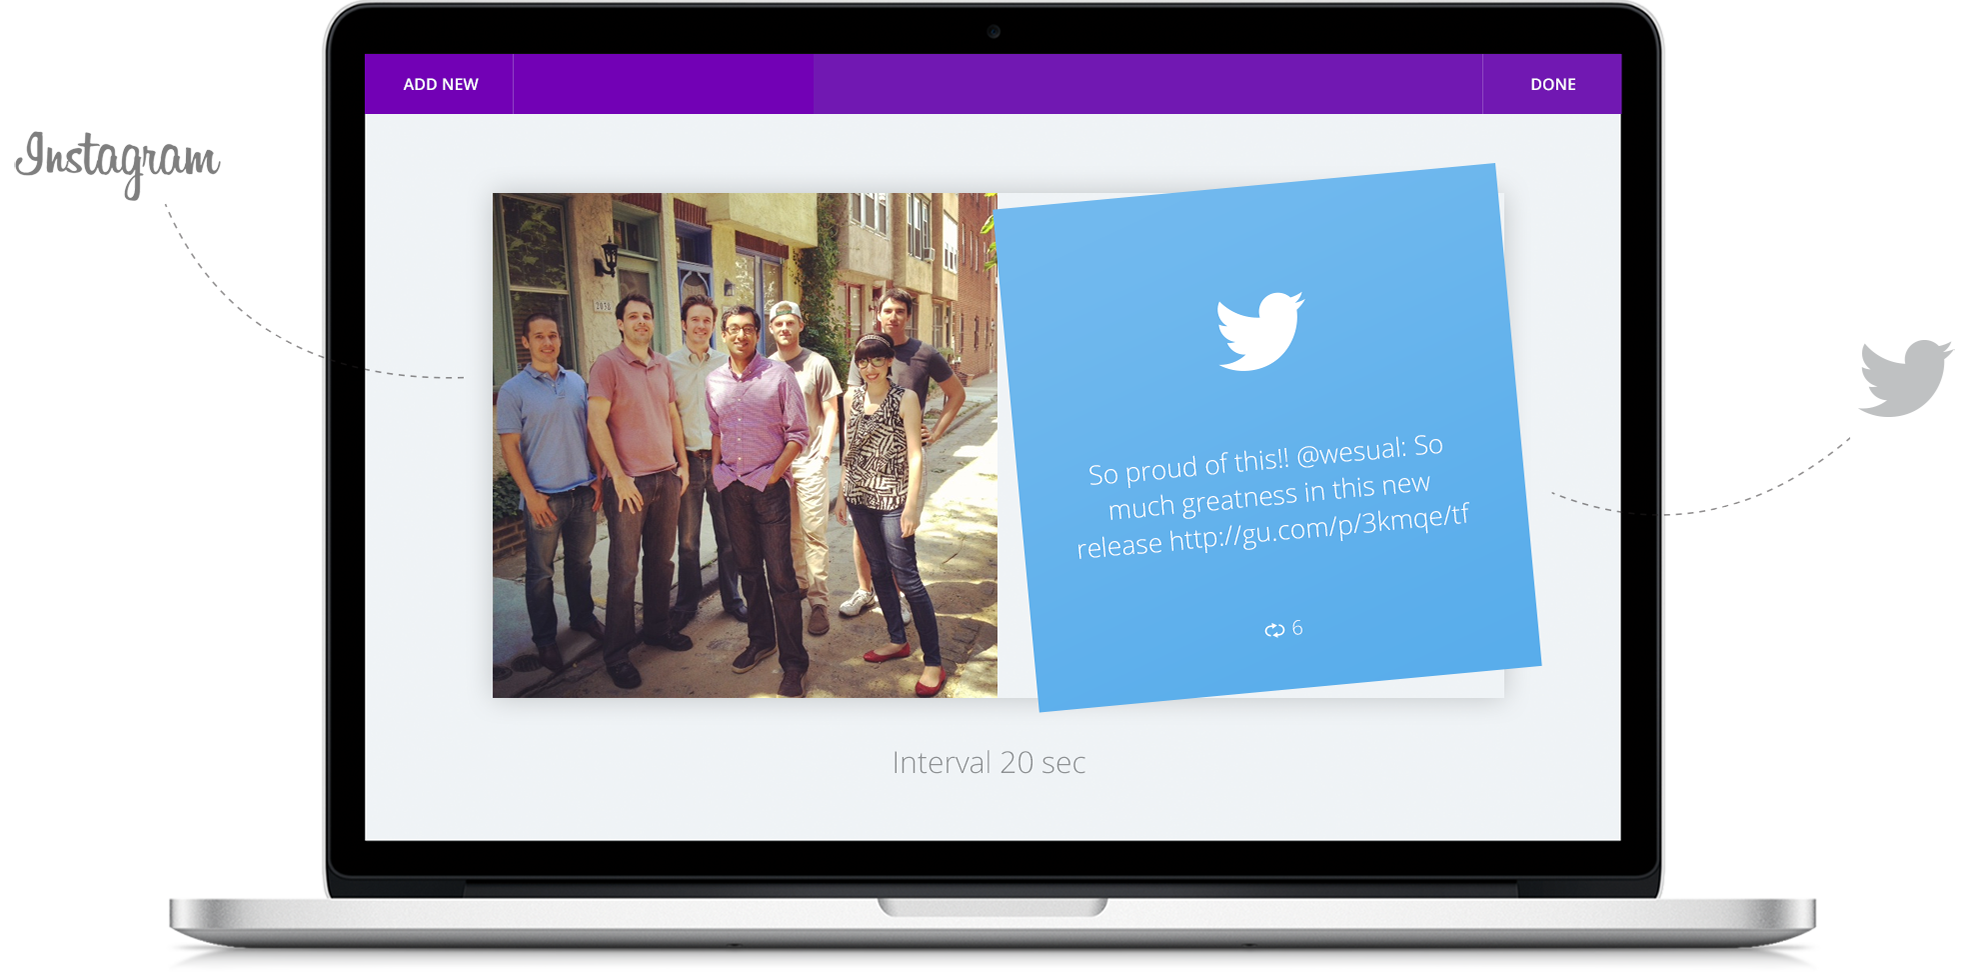 ADD NEW
DONE
Instagram
2038
So proud of this!! @wesual: So
much greatness in this new
release http://gu.com/p/3kmqe/tf
6
Interval 20 sec